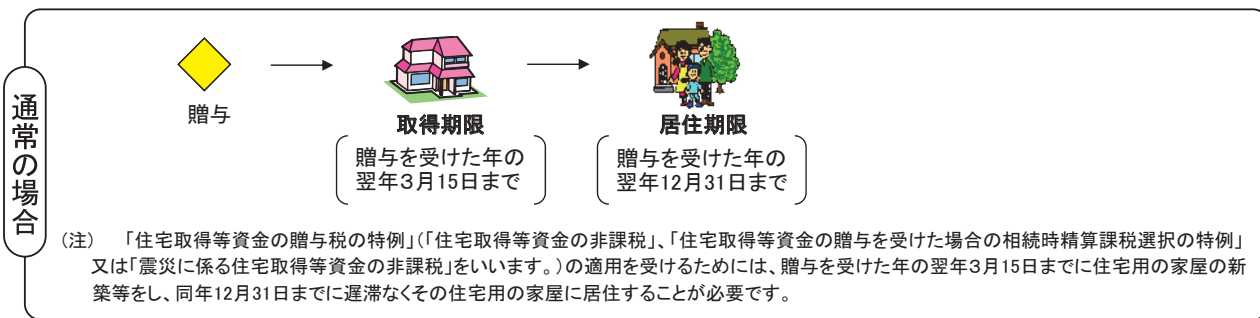 通常の場合
贈与
取得期限
贈与を受けた年の
翌年3月15日まで
居住期限
贈与を受けた年の
翌年12月31日まで
(注) 「住宅取得等資金の贈与税の特例」(「住宅取得等資金の非課税」、「住宅取得等資金の贈与を受けた場合の相続時精算課税選択の特例」
又は「震災に係る住宅取得等資金の非課税」をいいます。)の適用を受けるためには、贈与を受けた年の翌年3月15日までに住宅用の家屋の新
築等をし、同年12月31日までに遅滞なくその住宅用の家屋に居住することが必要です。